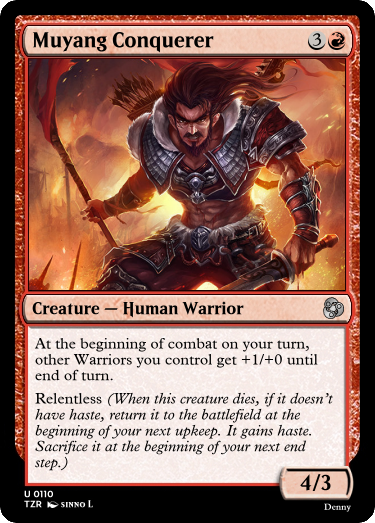 Muyang Conquerer 3
Creature — Human Warrior
At the beginning of combat on your turn,
other Warriors you control get +1/+0 until
end of turn.
Relentless (When this creature dies, if it doesn't
have haste, return it to the battlefield at the
beginning of your next upkeep. It gains haste.
Sacrifice it at the beginning of your next end
step.)
4/3
U 0110
TZR SINNO L
Denny